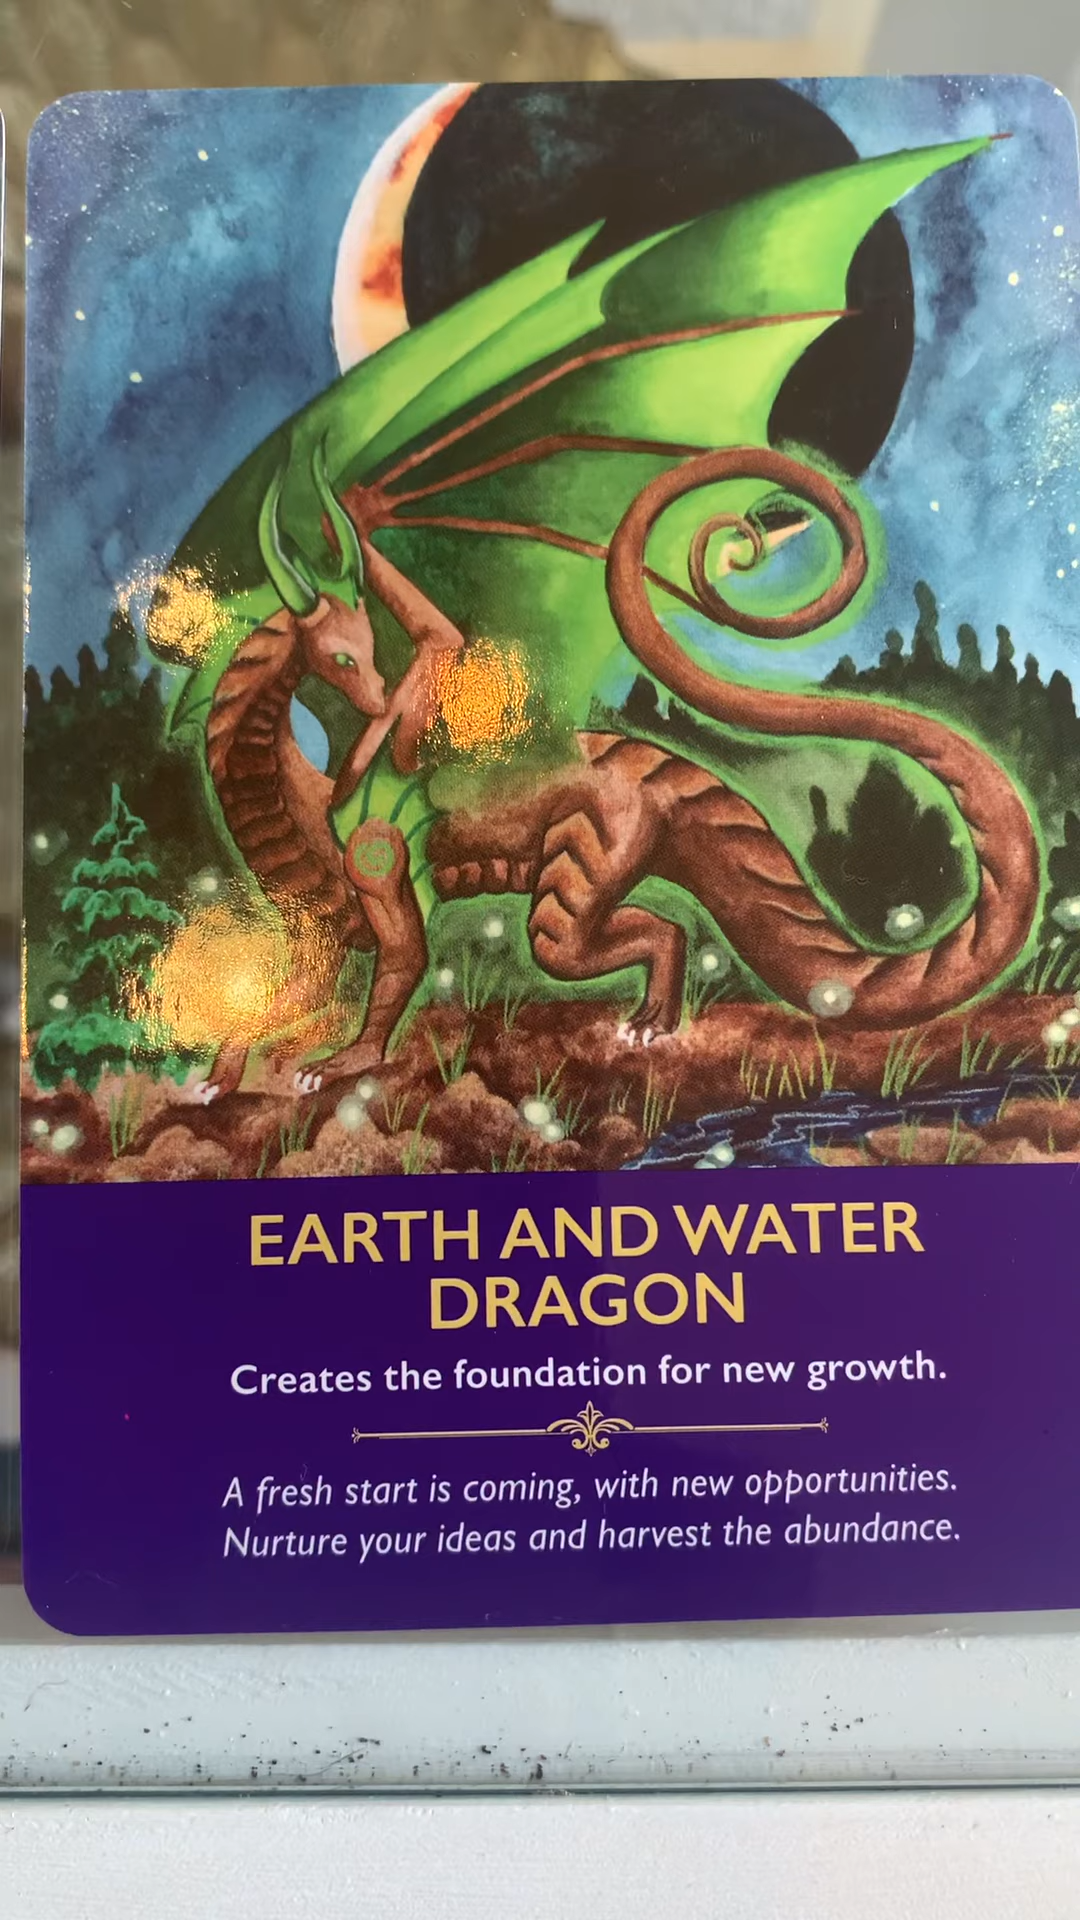 EARTH AND WATER
DRAGON
Creates the foundation for new growth.
A fresh start is coming, with new opportunities.
Nurture your ideas and harvest the abundance.